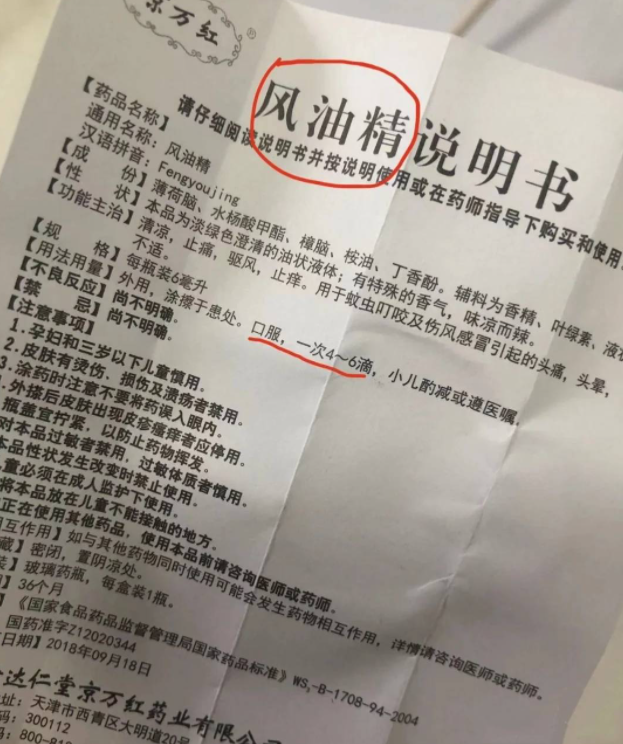 京万红
®
风油精说明书
请仔细阅读说明书并按说明使用或在药师指导下购买和使用
【药品名称】
通用名称：风油精
汉语拼音：Fengyoujing
【成 份】薄荷脑、水杨酸甲酯、樟脑、桉油、丁香酚。辅料为香精、叶绿素、液
【性 状】本品为淡绿色澄清的油状液体；有特殊的香气，味凉而辣。
【功能主治】清凉，止痛，驱风，止痒。用于蚊虫叮咬及伤风感冒引起的头痛，头晕，
不适。
【规 格】每瓶装6毫升
【用法用量】外用，涂擦于患处。口服，一次4～6滴，小儿酌减或遵医嘱。
【不良反应】尚不明确。
【禁 忌】尚不明确。
【注意事项】
1.孕妇和三岁以下儿童慎用。
2.皮肤有烫伤、损伤及溃疡者禁用。
3.涂药时注意不要将药误入眼内。
.外搽后皮肤出现皮疹瘙痒者应停用。
瓶盖宜拧紧，以防止药物挥发。
对本品过敏者禁用，过敏体质者慎用。
本品性状发生改变时禁止使用。
儿童必须在成人监护下使用。
将本品放在儿童不能接触的地方。
正在使用其他药品，使用本品前请咨询医师或药师。
相互作用】如与其他药物同时使用可能会发生药物相互作用，详情请咨询医师或药师。
藏】密闭，置阴凉处。
装】玻璃药瓶，每盒装1瓶。
】36个月
】《国家食品药品监督管理局国家药品标准》WS₃-B-1708-94-2004
国药准字Z12020344
日期】2018年09月18日
达仁堂京万红药业有限公司
址：天津市西青区大明道20号
码：300112
码：800-81